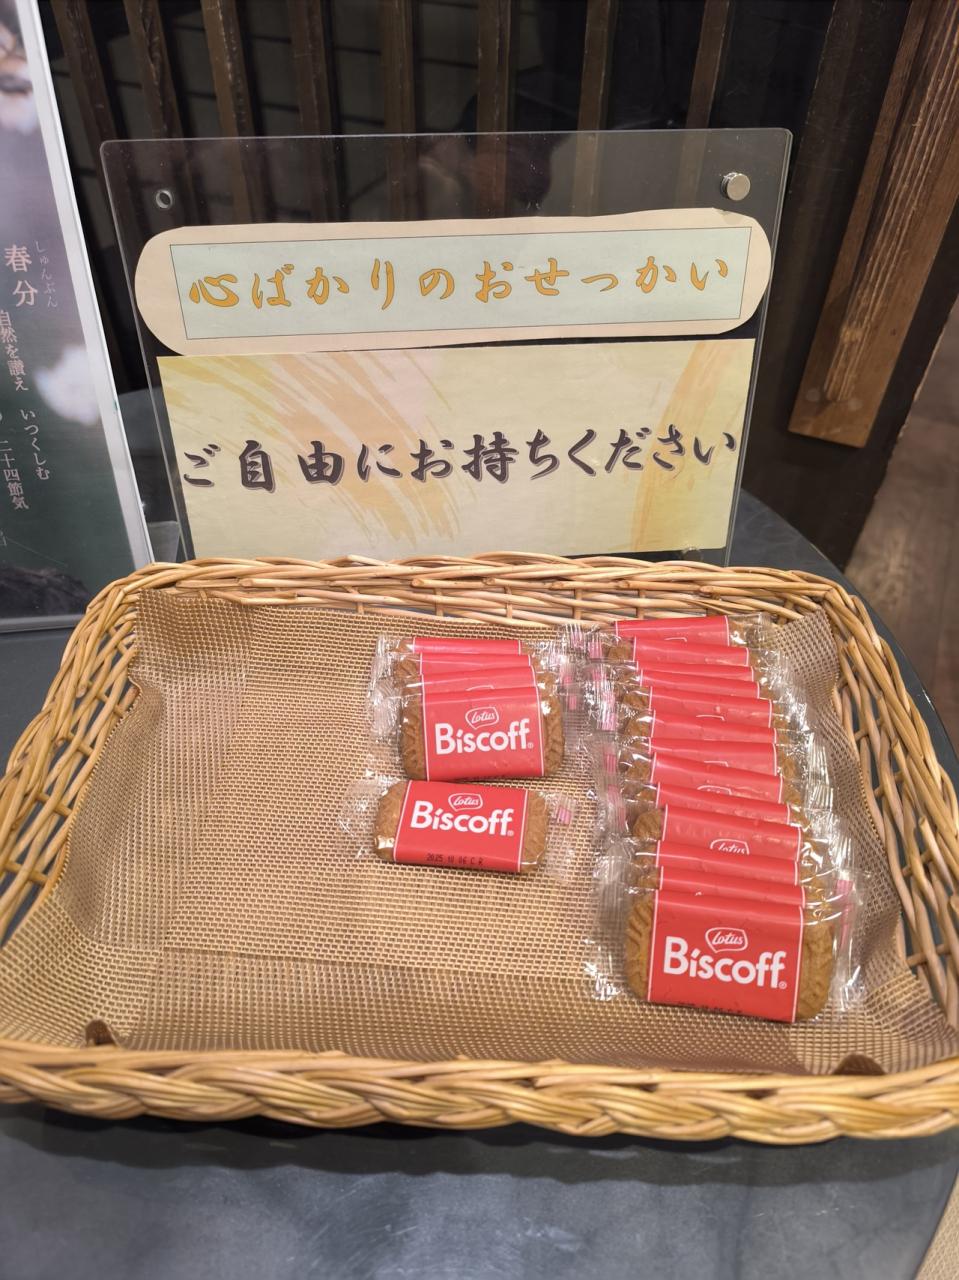 心ばかりのおせっかい
ご自由にお持ちください
春分
しゅんぶん
自然を讃え いつくしむ
二十四節気
Lotus
Biscoff
Lotus
Biscoff
2025 10 06 C R
Lotus
Biscoff